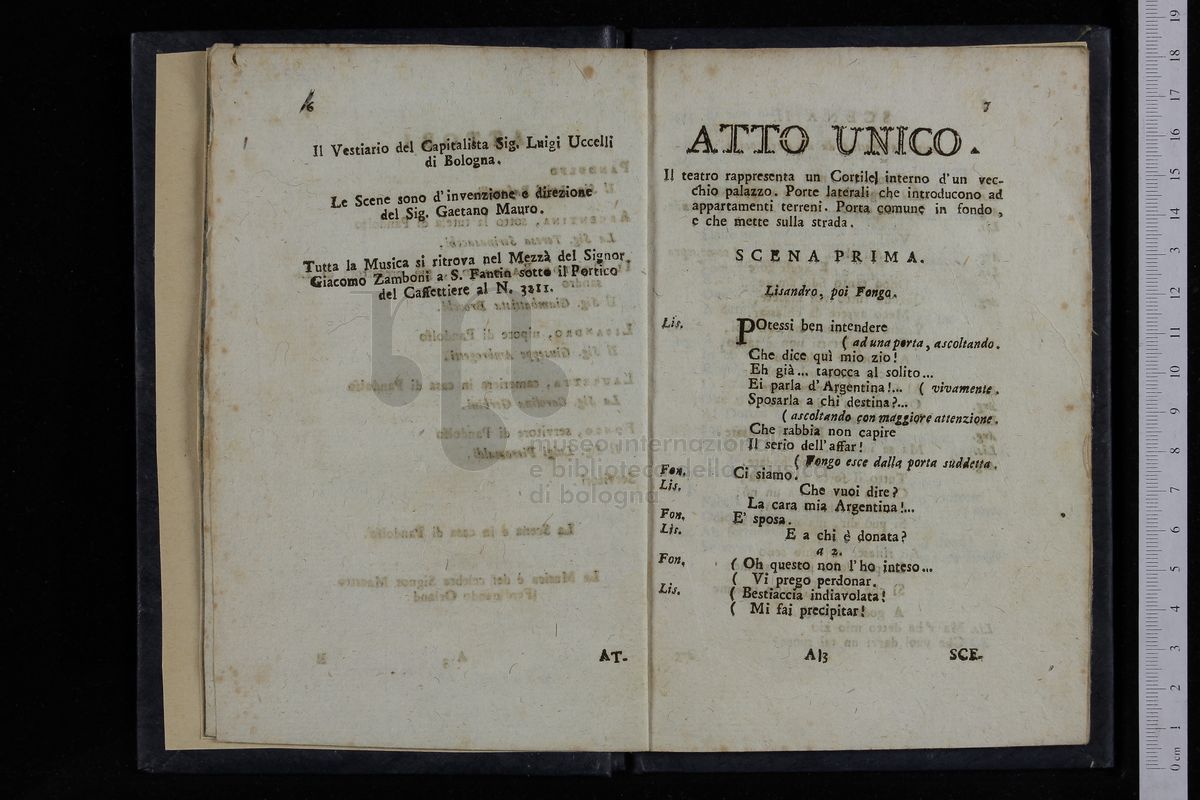 6
Il Vestiario del Capitalista Sig. Luigi Uccelli
di Bologna.
Le Scene sono d'invenzione e direzione
del Sig. Gaetano Mauro.
Tutta la Musica si ritrova nel Mezzà del Signor
Giacomo Zamboni a S. Fantin sotto il Portico
del Caffettiere al N. 3211.
AT-
7
ATTO UNICO.
Il teatro rappresenta un Cortile interno d'un vec-
chio palazzo. Porte laterali che introducono ad
appartamenti terreni. Porta comune in fondo,
e che mette sulla strada.
SCENA PRIMA.
Lisandro, poi Fongo.
Lis. POtessi ben intendere
( ad una porta, ascoltando.
Che dice quì mio zio!
Eh già... tarocca al solito...
Ei parla d'Argentina!... ( vivamente.
Sposarla a chi destina?...
( ascoltando con maggiore attenzione.
Che rabbia non capire
Il serio dell'affar!
( Fongo esce dalla porta suddetta.
Fon. Ci siamo.
Lis. Che vuoi dire?
La cara mia Argentina!...
Fon. E' sposa.
Lis. E a chi è donata?
a 2.
Fon. ( Oh questo non l'ho inteso...
( Vi prego perdonar.
Lis. ( Bestiaccia indiavolata!
( Mi fai precipitar!
A 3
SCE-
museo internazion
e biblioteca della musica
di bologna